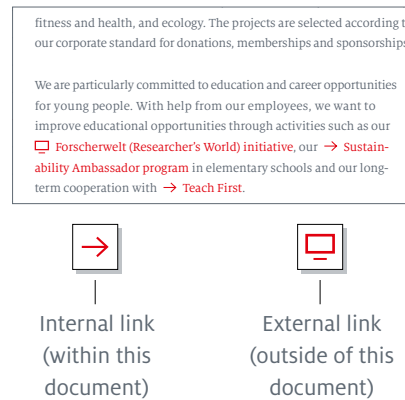 fitness and health, and ecology. The projects are selected according
our corporate standard for donations, memberships and sponsorships
We are particularly committed to education and career opportunities
for young people. With help from our employees, we want to
improve educational opportunities through activities such as our
Forscherwelt (Researcher's World) initiative, our → Sustain-
ability Ambassador program in elementary schools and our long-
term cooperation with → Teach First.
Internal link
(within this
document)
External link
(outside of this
document)